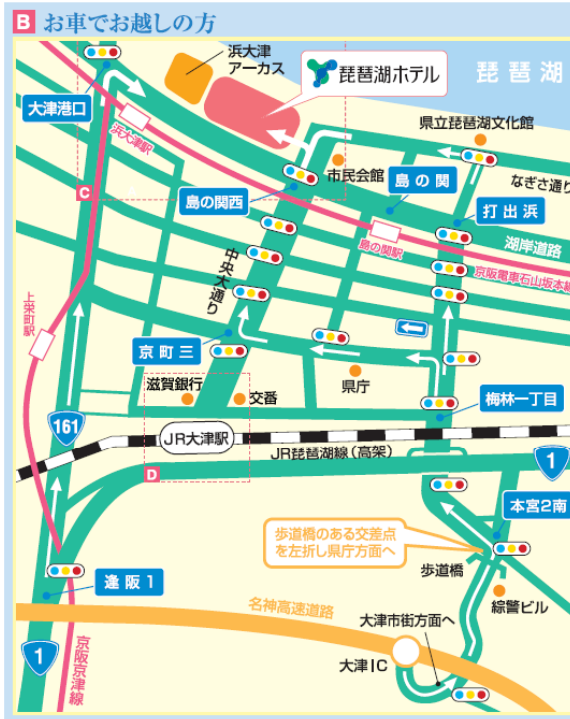 B お車でお越しの方
浜大津
アーカス
琵琶湖ホテル
琵琶湖
大津港口
浜大津駅
県立琵琶湖文化館
市民会館
島の関
なぎさ通り
C
島の関西
打出浜
湖岸道路
島の関駅
京阪電車石山坂本線
中央大通り
上栄町駅
京町三
滋賀銀行
交番
県庁
梅林一丁目
161
JR大津駅
JR琵琶湖線(高架)
1
D
本宮2南
歩道橋のある交差点
を左折し県庁方面へ
歩道橋
綜警ビル
逢阪1
名神高速道路
大津市街方面へ
大津IC
1
京阪京津線